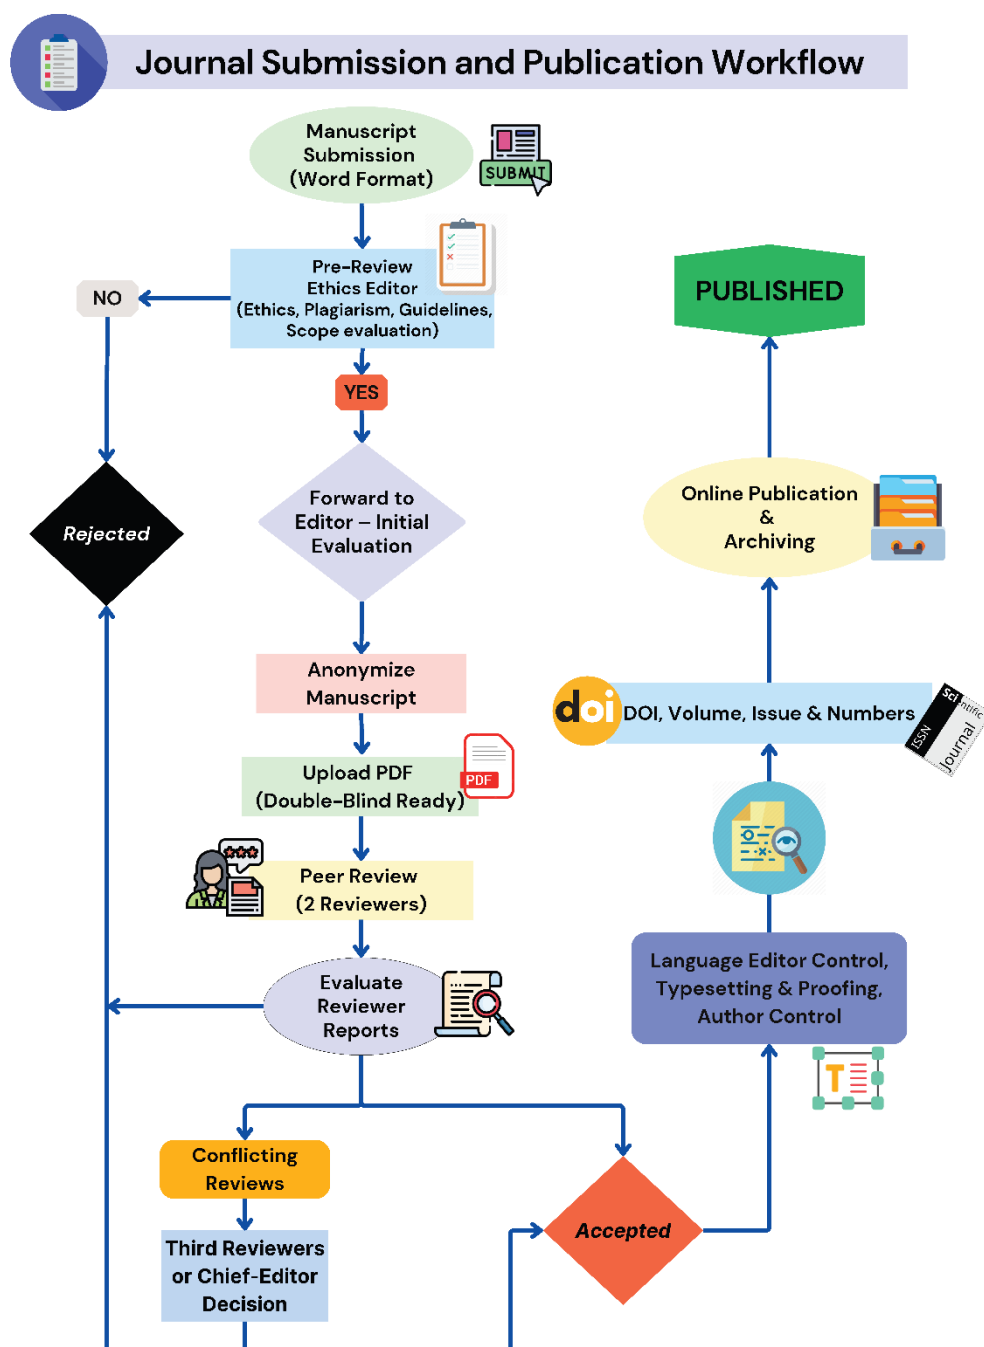 Journal Submission and Publication Workflow
Manuscript
Submission
(Word Format)
SUBMIT
Pre-Review
Ethics Editor
(Ethics, Plagiarism, Guidelines,
Scope evaluation)
NO
YES
Rejected
Forward to
Editor – Initial
Evaluation
Anonymize
Manuscript
Upload PDF
(Double-Blind Ready)
PDF
Peer Review
(2 Reviewers)
Evaluate
Reviewer
Reports
Conflicting
Reviews
Third Reviewers
or Chief-Editor
Decision
Accepted
Language Editor Control,
Typesetting & Proofing,
Author Control
T
doi
DOI, Volume, Issue & Numbers
ISSN
Scientific
Journal
Online Publication
&
Archiving
PUBLISHED